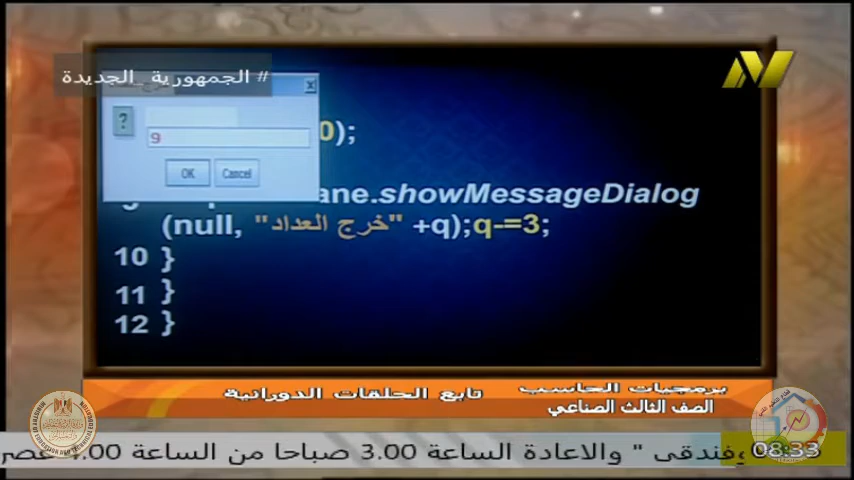 # الجمهورية_الجديدة
?
9
OK Cancel
0);
ane.showMessageDialog
(null, "خرج العداد" +q);q-=3;
10 }
11 }
12 }
برمجيات الحاسب تابع الحلقات الدورانية
الصف الثالث الصناعي
وفندقى " والاعادة الساعة 3.00 صباحا من الساعة
08:33